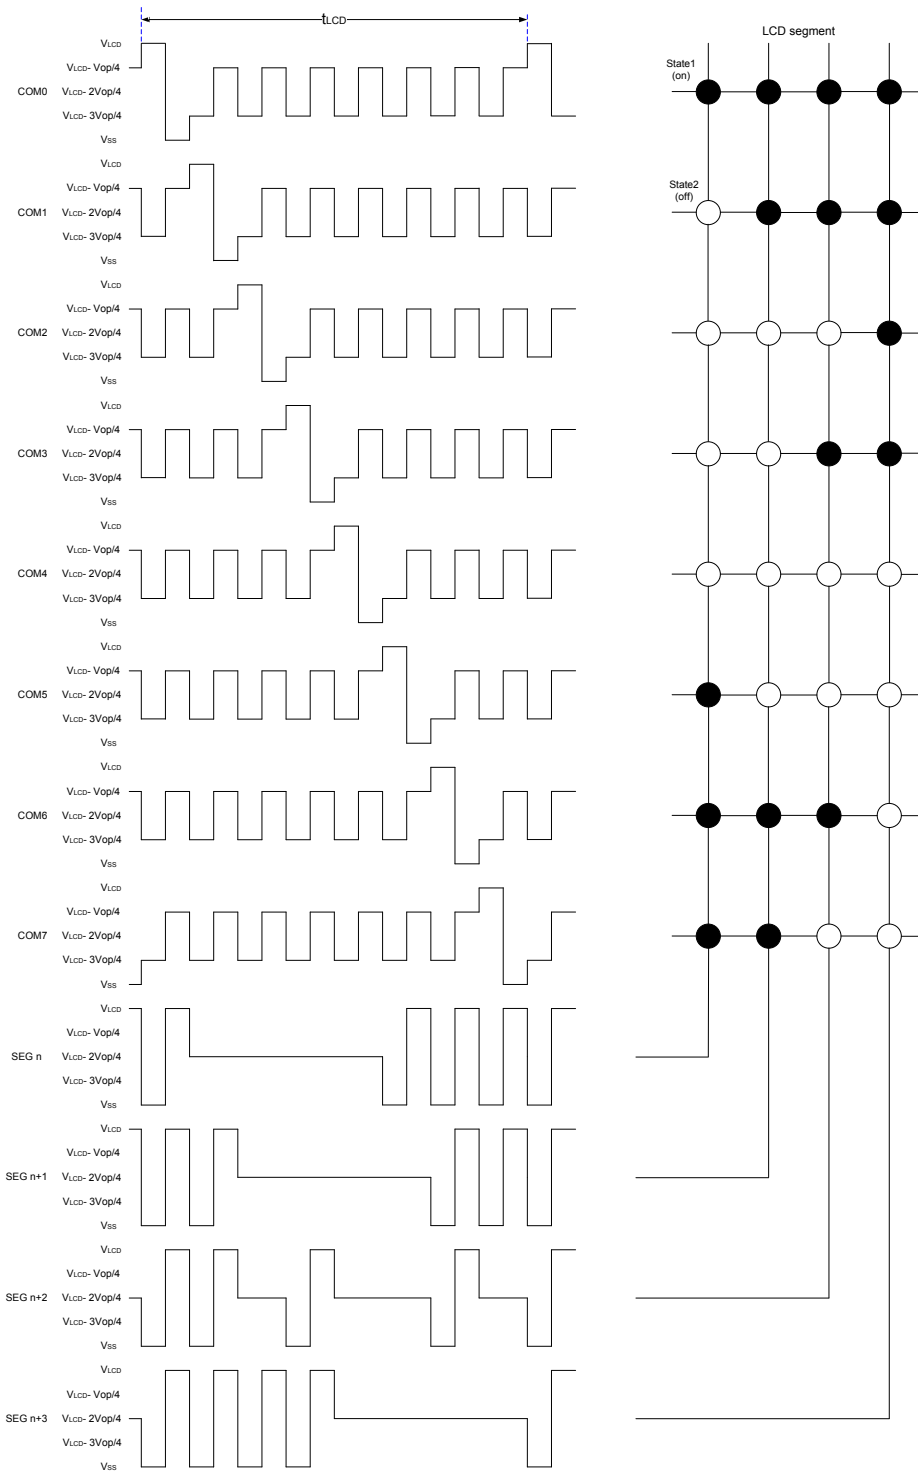 tLCD
LCD segment
State1
(on)
State2
(off)
COM0
VLCD
VLCD- Vop/4
VLCD- 2Vop/4
VLCD- 3Vop/4
VSS
COM1
VLCD
VLCD- Vop/4
VLCD- 2Vop/4
VLCD- 3Vop/4
VSS
COM2
VLCD
VLCD- Vop/4
VLCD- 2Vop/4
VLCD- 3Vop/4
VSS
COM3
VLCD
VLCD- Vop/4
VLCD- 2Vop/4
VLCD- 3Vop/4
VSS
COM4
VLCD
VLCD- Vop/4
VLCD- 2Vop/4
VLCD- 3Vop/4
VSS
COM5
VLCD
VLCD- Vop/4
VLCD- 2Vop/4
VLCD- 3Vop/4
VSS
COM6
VLCD
VLCD- Vop/4
VLCD- 2Vop/4
VLCD- 3Vop/4
VSS
COM7
VLCD
VLCD- Vop/4
VLCD- 2Vop/4
VLCD- 3Vop/4
VSS
SEG n
VLCD
VLCD- Vop/4
VLCD- 2Vop/4
VLCD- 3Vop/4
VSS
SEG n+1
VLCD
VLCD- Vop/4
VLCD- 2Vop/4
VLCD- 3Vop/4
VSS
SEG n+2
VLCD
VLCD- Vop/4
VLCD- 2Vop/4
VLCD- 3Vop/4
VSS
SEG n+3
VLCD
VLCD- Vop/4
VLCD- 2Vop/4
VLCD- 3Vop/4
VSS